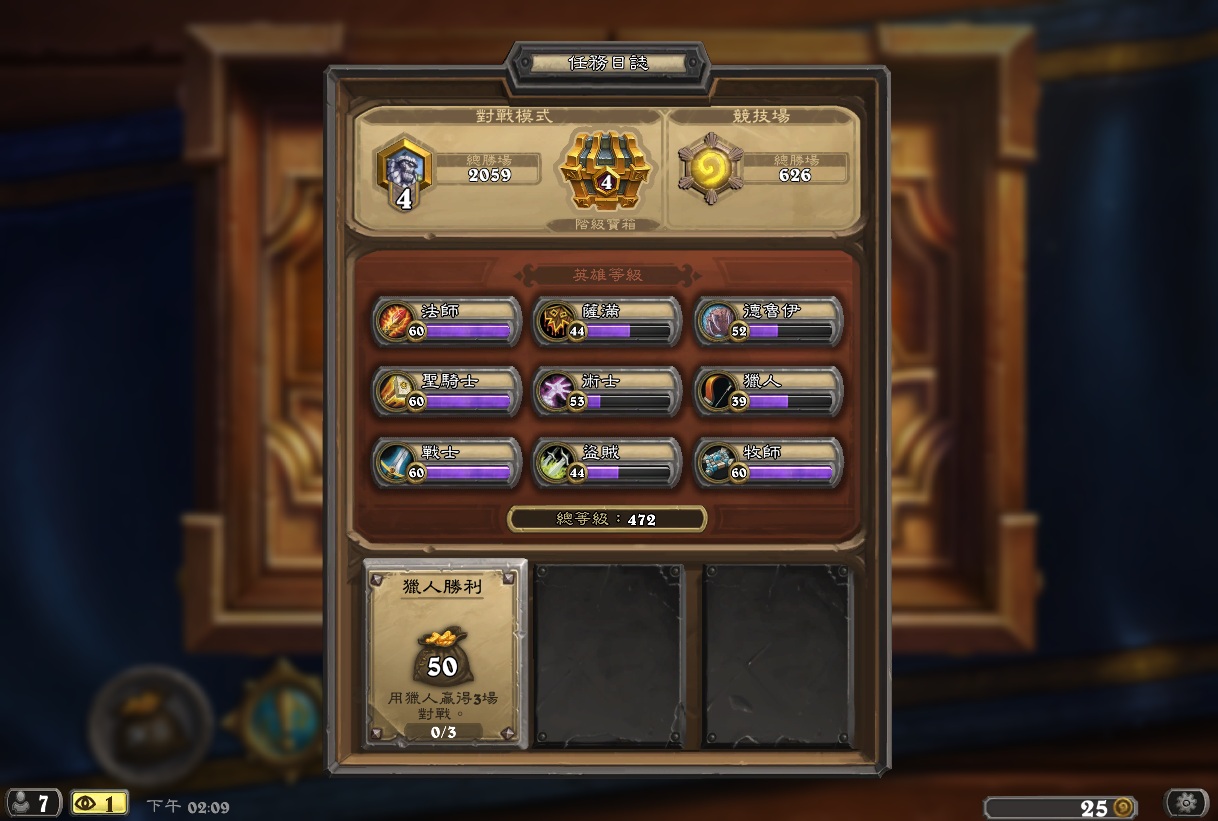 任務日誌
對戰模式
競技場
總勝場
2059
4
4
階級寶箱
總勝場
626
英雄等級
法師
60
薩滿
44
德魯伊
52
聖騎士
60
術士
53
獵人
39
戰士
60
盜賊
44
牧師
60
總等級：472
獵人勝利
50
用獵人贏得3場
對戰。
0/3
7
1
下午 02:09
25